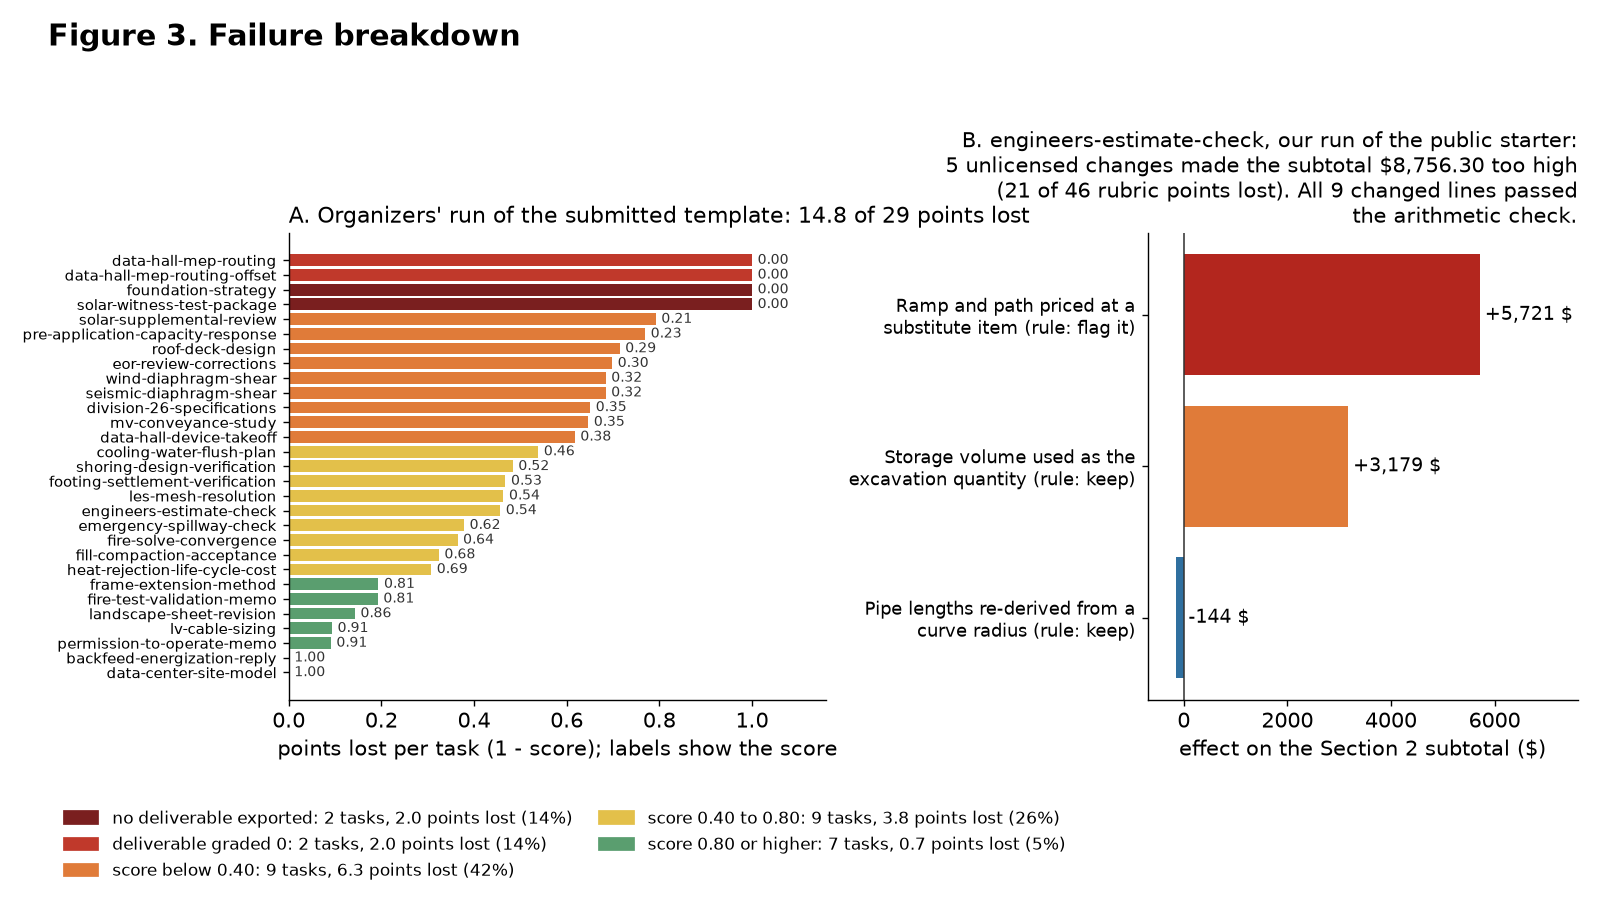 Figure 3. Failure breakdown
A. Organizers' run of the submitted template: 14.8 of 29 points lost
data-hall-mep-routing 0.00
data-hall-mep-routing-offset 0.00
foundation-strategy 0.00
solar-witness-test-package 0.00
solar-supplemental-review 0.21
pre-application-capacity-response 0.23
roof-deck-design 0.29
eor-review-corrections 0.30
wind-diaphragm-shear 0.32
seismic-diaphragm-shear 0.32
division-26-specifications 0.35
mv-conveyance-study 0.35
data-hall-device-takeoff 0.38
cooling-water-flush-plan 0.46
shoring-design-verification 0.52
footing-settlement-verification 0.53
les-mesh-resolution 0.54
engineers-estimate-check 0.54
emergency-spillway-check 0.62
fire-solve-convergence 0.64
fill-compaction-acceptance 0.68
heat-rejection-life-cycle-cost 0.69
frame-extension-method 0.81
fire-test-validation-memo 0.81
landscape-sheet-revision 0.86
lv-cable-sizing 0.91
permission-to-operate-memo 0.91
backfeed-energization-reply 1.00
data-center-site-model 1.00
0.0 0.2 0.4 0.6 0.8 1.0
points lost per task (1 - score); labels show the score
B. engineers-estimate-check, our run of the public starter:
5 unlicensed changes made the subtotal $8,756.30 too high
(21 of 46 rubric points lost). All 9 changed lines passed
the arithmetic check.
Ramp and path priced at a
substitute item (rule: flag it)
+5,721 $
Storage volume used as the
excavation quantity (rule: keep)
+3,179 $
Pipe lengths re-derived from a
curve radius (rule: keep)
-144 $
0 2000 4000 6000
effect on the Section 2 subtotal ($)
no deliverable exported: 2 tasks, 2.0 points lost (14%)
deliverable graded 0: 2 tasks, 2.0 points lost (14%)
score below 0.40: 9 tasks, 6.3 points lost (42%)
score 0.40 to 0.80: 9 tasks, 3.8 points lost (26%)
score 0.80 or higher: 7 tasks, 0.7 points lost (5%)